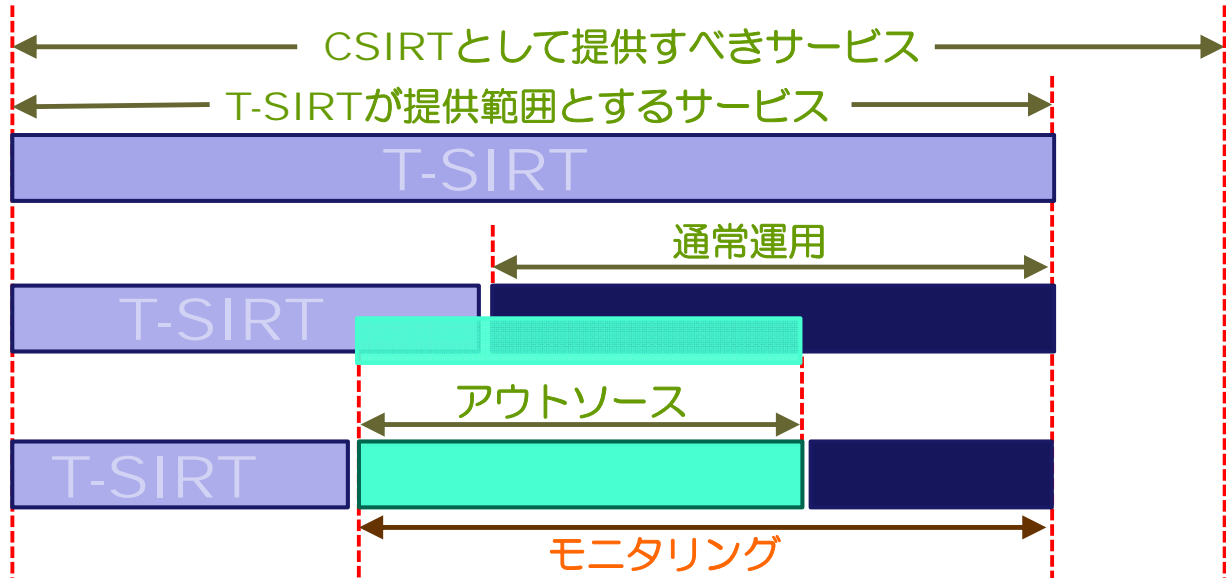 CSIRTとして提供すべきサービス
T-SIRTが提供範囲とするサービス
T-SIRT
通常運用
T-SIRT
アウトソース
T-SIRT
モニタリング